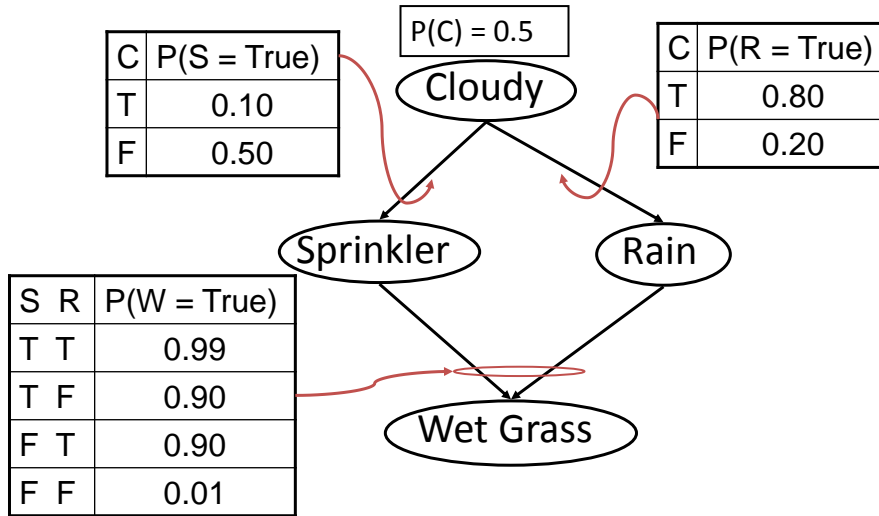 P(C) = 0.5
C P(S = True)
T 0.10
F 0.50
C P(R = True)
T 0.80
F 0.20
Cloudy
Sprinkler
Rain
S R P(W = True)
T T 0.99
T F 0.90
F T 0.90
F F 0.01
Wet Grass